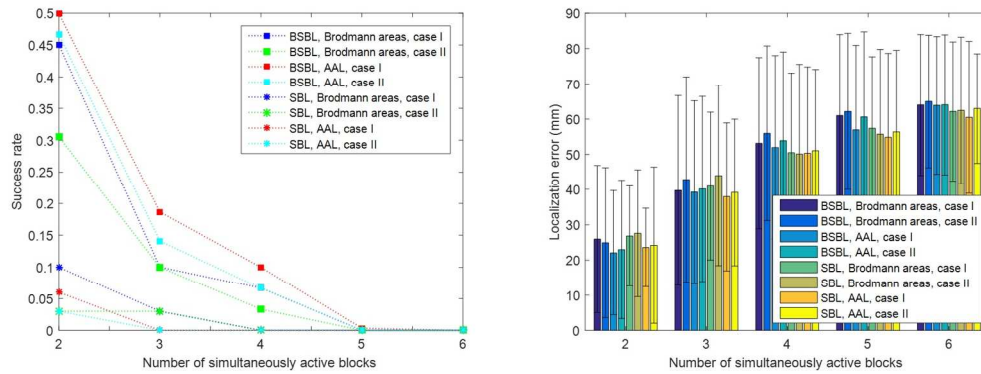 0.5
0.45
0.4
0.35
0.3
0.25
0.2
0.15
0.1
0.05
0
Success rate
2
3
4
5
6
Number of simultaneously active blocks
BSBL, Brodmann areas, case I
BSBL, Brodmann areas, case II
BSBL, AAL, case I
BSBL, AAL, case II
SBL, Brodmann areas, case I
SBL, Brodmann areas, case II
SBL, AAL, case I
SBL, AAL, case II
90
80
70
60
50
40
30
20
10
0
Localization error (mm)
2
3
4
5
6
Number of simultaneously active blocks
BSBL, Brodmann areas, case I
BSBL, Brodmann areas, case II
BSBL, AAL, case I
BSBL, AAL, case II
SBL, Brodmann areas, case I
SBL, Brodmann areas, case II
SBL, AAL, case I
SBL, AAL, case II